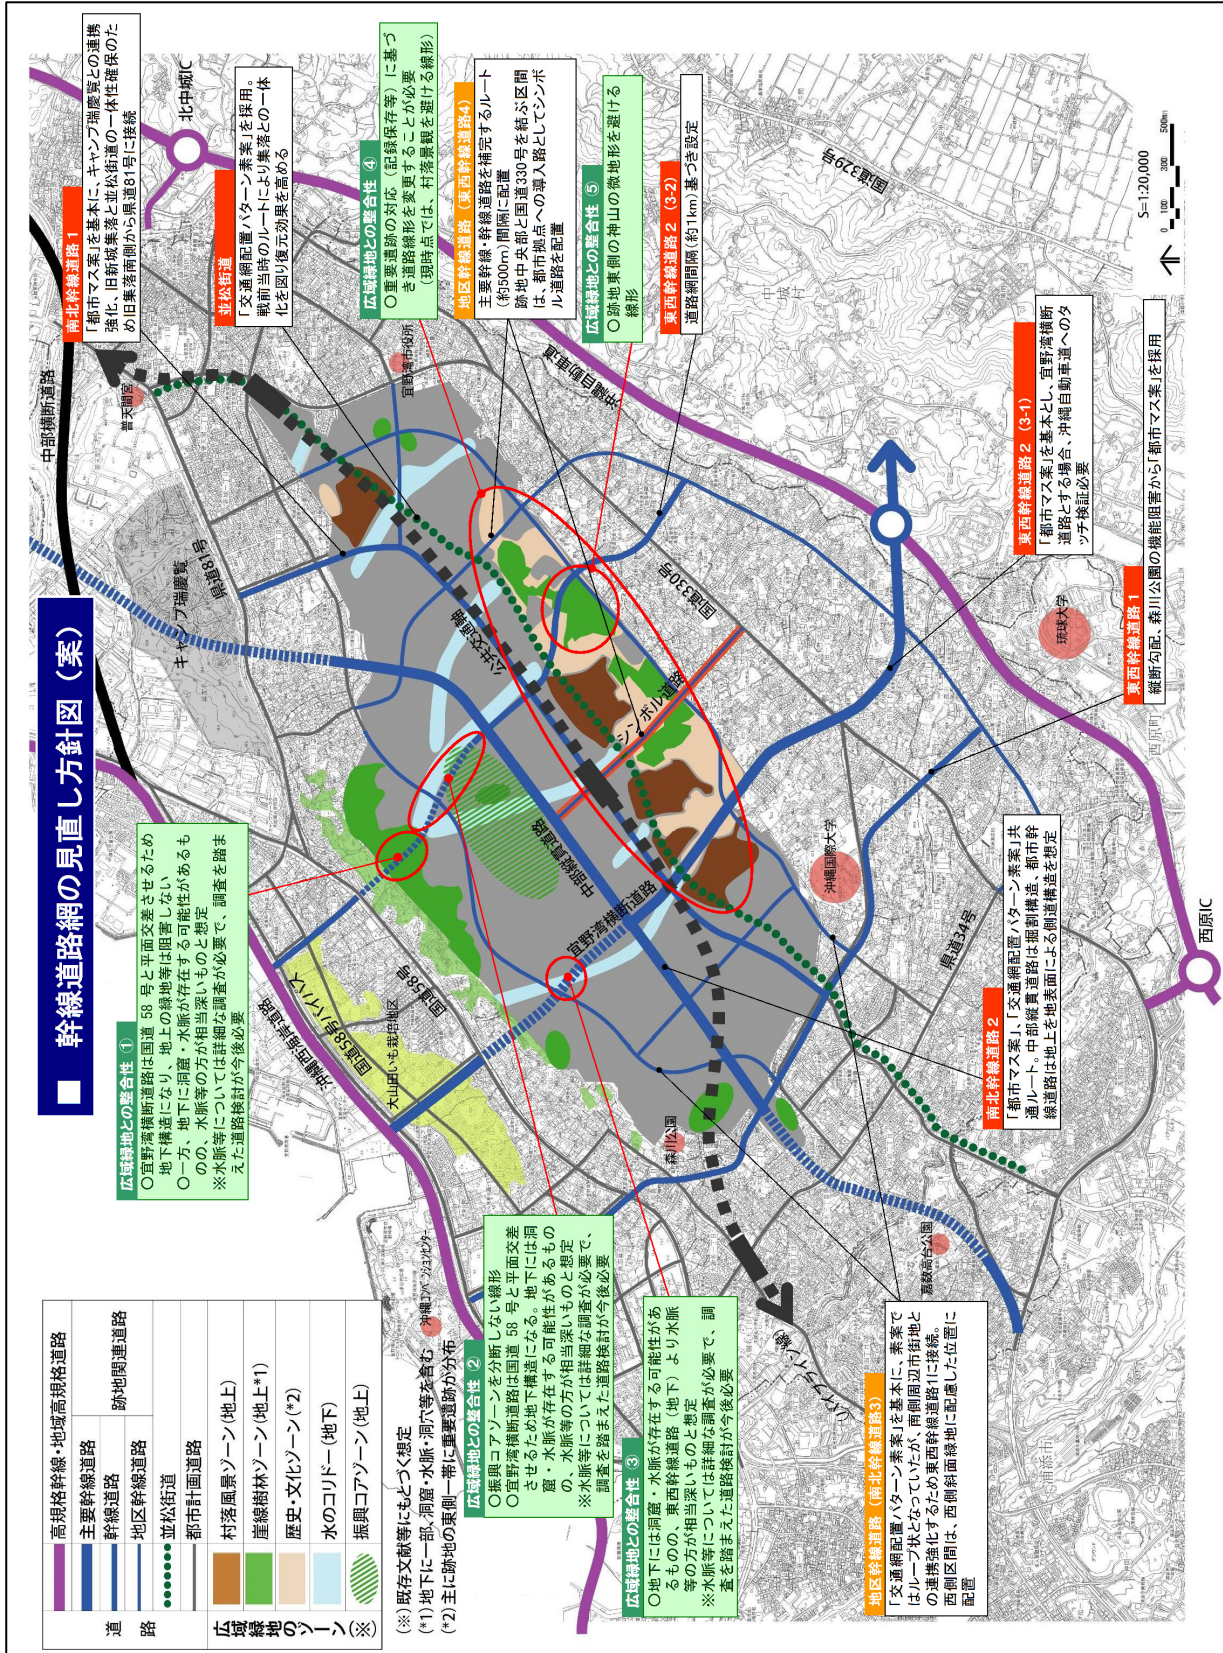 ■ 幹線道路網の見直し方針図（案）
広域緑地との整合性 ①
○宜野湾横断道路は国道 58 号と平面交差させるため
地下構造になり、地上の緑地等は阻害しない
○一方、地下に洞窟・水脈が存在する可能性があるも
のの、水脈等の方が相当深いものと想定
※水脈等については詳細な調査が必要で、調査を踏ま
えた道路検討が今後必要
南北幹線道路 1
「都市マス案」を基本に、キャンプ瑞慶覧との連携
強化、旧新城集落と並松街道の一体性確保のた
め旧集落南側から県道81号に接続
並松街道
「交通網配置パターン素案」を採用。
戦前当時のルートにより集落との一体
化を図り復元効果を高める
広域緑地との整合性 ④
○重要遺跡の対応（記録保存等）に基づ
き道路線形を変更することが必要
（現時点では、村落景観を避ける線形）
地区幹線道路（東西幹線道路4）
主要幹線・幹線道路を補完するルート
（約500m）間隔に配置
跡地中央部と国道330号を結ぶ区間
は、都市拠点への導入路としてシンボ
ル道路を配置
広域緑地との整合性 ⑤
○跡地東側の神山の微地形を避ける
線形
東西幹線道路 2（3-2）
道路網間隔（約1km）基づき設定
東西幹線道路 2（3-1）
「都市マス案」を基本とし、宜野湾横断
道路とする場合、沖縄自動車道へのタ
ッチ検証必要
東西幹線道路 1
縦断勾配、森川公園の機能阻害から「都市マス案」を採用
南北幹線道路 2
「都市マス案」、「交通網配置パターン素案」共
通ルート。中部縦貫道路は掘割構造、都市幹
線道路は地上を地表面による側道構造を想定
地区幹線道路（南北幹線道路3）
「交通網配置パターン素案」を基本に、素案で
はループ状となっていたが、南側周辺市街地と
の連携強化するため東西幹線道路1に接続。
西側区間は、西側斜面緑地に配慮した位置に
配置
広域緑地との整合性 ②
○振興コアゾーンを分断しない線形
○宜野湾横断道路は国道 58 号と平面交差
させるため地下構造になる。地下には洞
窟・水脈が存在する可能性があるもの
の、水脈等の方が相当深いものと想定
※水脈等については詳細な調査が必要で、
調査を踏まえた道路検討が今後必要
広域緑地との整合性 ③
○地下には洞窟・水脈が存在する可能性があ
るものの、東西幹線道路（地下）より水脈
等の方が相当深いものと想定
※水脈等については詳細な調査が必要で、調
査を踏まえた道路検討が今後必要
道路
高規格幹線・地域高規格道路
主要幹線道路
幹線道路
地区幹線道路
跡地関連道路
並松街道
都市計画道路
広域緑地のゾーン(※)
村落風景ゾーン(地上)
崖線樹林ゾーン(地上*1)
歴史・文化ゾーン(*2)
水のコリドー(地下)
振興コアゾーン(地上)
(※)既存文献等にもとづく想定
(*1)地下に一部、洞窟・水脈・洞穴等を含む
(*2)主に跡地の東側一帯に重要遺跡が分布
中部横断道路
北中城IC
普天間宮
宜野湾市役所
キャンプ瑞慶覧
県道81号
沖縄自動車道
国道329号
国道330号
公共交通軸
シンボル道路
中部縦貫道路
宜野湾横断道路
沖縄西海岸道路
国道58号バイパス
国道58号
大山田いも栽培地区
沖縄コンベンションセンター
森川公園
沖縄国際大学
県道34号
琉球大学
西原町
西原IC
嘉数高台公園
(パイプライン線)
中城村
浦添市
S=1:20,000
0 100 300 500m